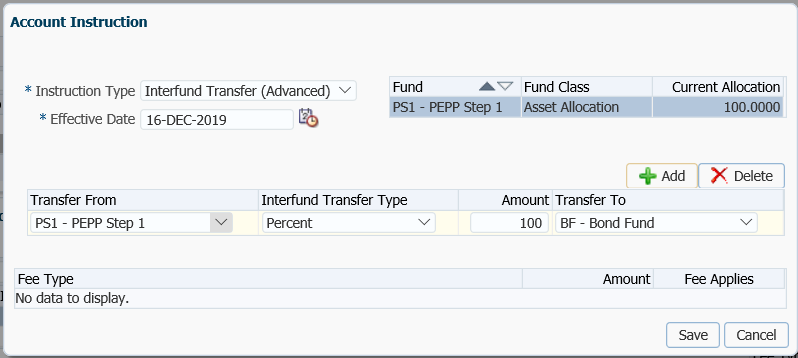 Account Instruction
* Instruction Type Interfund Transfer (Advanced)
* Effective Date 16-DEC-2019
Fund Fund Class Current Allocation
PS1 - PEPP Step 1 Asset Allocation 100.0000
Add Delete
Transfer From Interfund Transfer Type Amount Transfer To
PS1 - PEPP Step 1 Percent 100 BF - Bond Fund
Fee Type Amount Fee Applies
No data to display.
Save Cancel